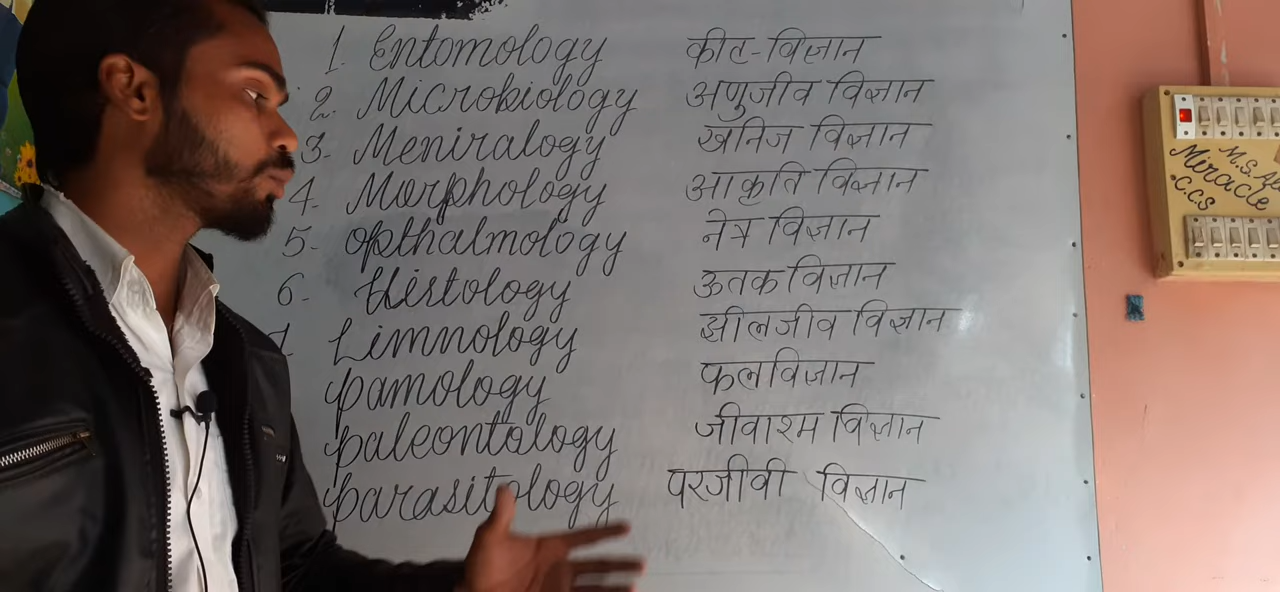 1. Entomology कीट-विज्ञान
2. Microbiology अणुजीव विज्ञान
3- Meniralogy खनिज विज्ञान
4. Morphology आकृति विज्ञान
5- opthalmology नेत्र विज्ञान
6- Histology ऊतक विज्ञान
Limnology झीलजीव विज्ञान
pamology फलविज्ञान
paleontology जीवाश्म विज्ञान
parasitology परजीवी विज्ञान
M.S.
Miracle
C.C.S